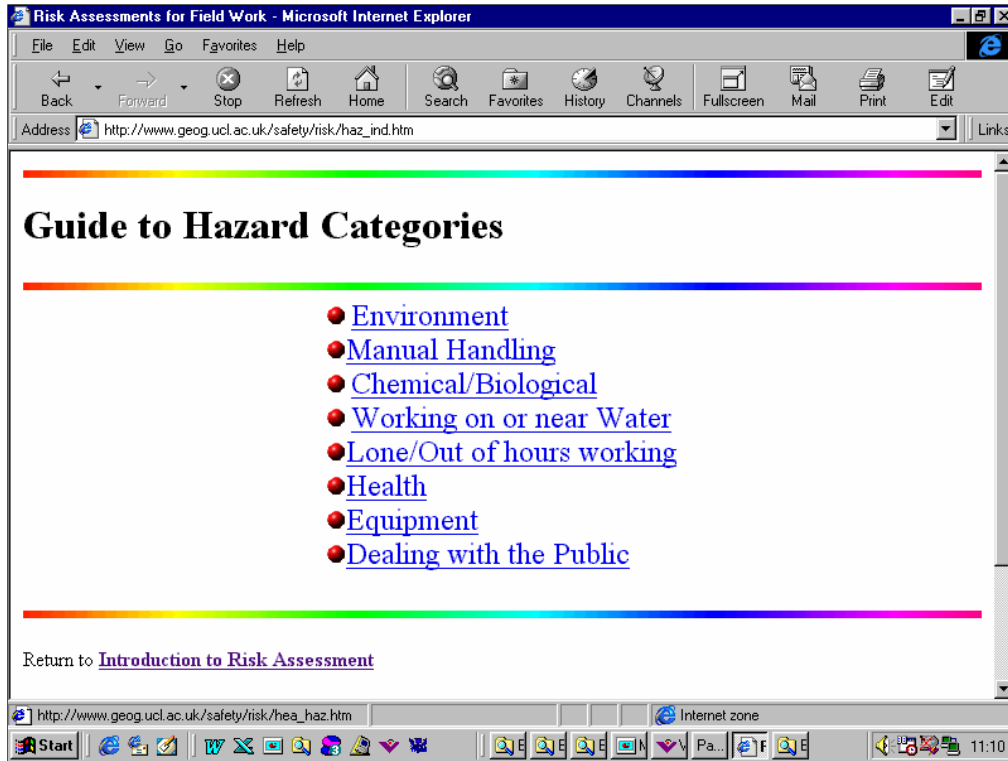 Risk Assessments for Field Work - Microsoft Internet Explorer
File Edit View Go Favorites Help
Back Forward Stop Refresh Home Search Favorites History Channels Fullscreen Mail Print Edit
Address http://www.geog.ucl.ac.uk/safety/risk/haz_ind.htm Links
Guide to Hazard Categories
Environment
Manual Handling
Chemical/Biological
Working on or near Water
Lone/Out of hours working
Health
Equipment
Dealing with the Public
Return to Introduction to Risk Assessment
http://www.geog.ucl.ac.uk/safety/risk/hea_haz.htm Internet zone
Start Pa... 11:10